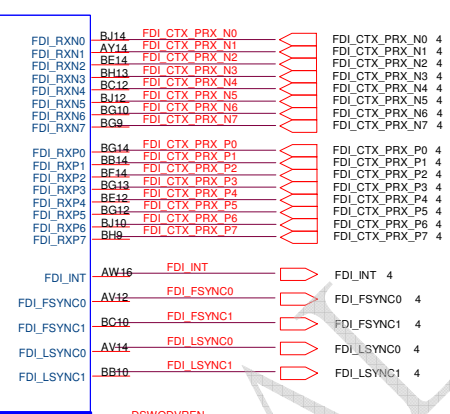 FDI_RXN0 BJ14 FDI_CTX_PRX_N0 FDI_CTX_PRX_N0 4
FDI_RXN1 AY14 FDI_CTX_PRX_N1 FDI_CTX_PRX_N1 4
FDI_RXN2 BE14 FDI_CTX_PRX_N2 FDI_CTX_PRX_N2 4
FDI_RXN3 BH13 FDI_CTX_PRX_N3 FDI_CTX_PRX_N3 4
FDI_RXN4 BC12 FDI_CTX_PRX_N4 FDI_CTX_PRX_N4 4
FDI_RXN5 BJ12 FDI_CTX_PRX_N5 FDI_CTX_PRX_N5 4
FDI_RXN6 BG10 FDI_CTX_PRX_N6 FDI_CTX_PRX_N6 4
FDI_RXN7 BG9 FDI_CTX_PRX_N7 FDI_CTX_PRX_N7 4
FDI_RXP0 BG14 FDI_CTX_PRX_P0 FDI_CTX_PRX_P0 4
FDI_RXP1 BB14 FDI_CTX_PRX_P1 FDI_CTX_PRX_P1 4
FDI_RXP2 BF14 FDI_CTX_PRX_P2 FDI_CTX_PRX_P2 4
FDI_RXP3 BG13 FDI_CTX_PRX_P3 FDI_CTX_PRX_P3 4
FDI_RXP4 BE12 FDI_CTX_PRX_P4 FDI_CTX_PRX_P4 4
FDI_RXP5 BG12 FDI_CTX_PRX_P5 FDI_CTX_PRX_P5 4
FDI_RXP6 BJ10 FDI_CTX_PRX_P6 FDI_CTX_PRX_P6 4
FDI_RXP7 BH9 FDI_CTX_PRX_P7 FDI_CTX_PRX_P7 4
FDI_INT AW16 FDI_INT FDI_INT 4
FDI_FSYNC0 AV12 FDI_FSYNC0 FDI_FSYNC0 4
FDI_FSYNC1 BC10 FDI_FSYNC1 FDI_FSYNC1 4
FDI_LSYNC0 AV14 FDI_LSYNC0 FDI_LSYNC0 4
FDI_LSYNC1 BB10 FDI_LSYNC1 FDI_LSYNC1 4